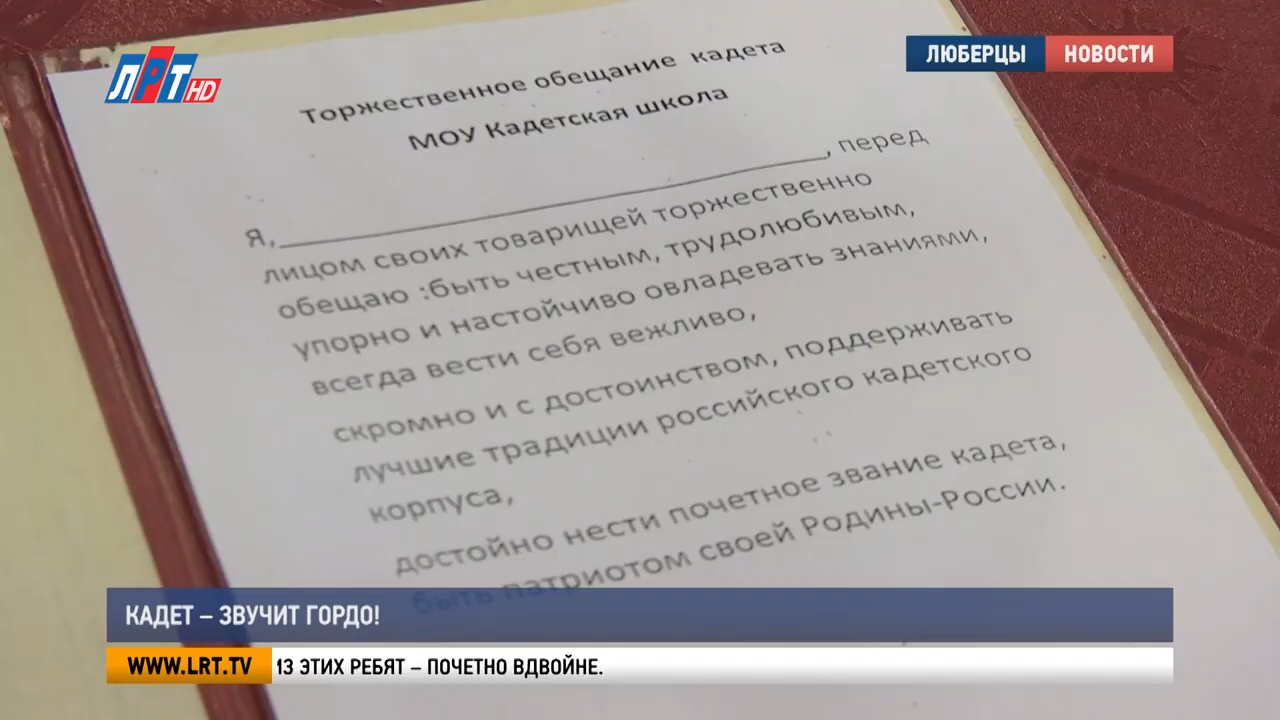 ЛРТ HD
ЛЮБЕРЦЫ НОВОСТИ
Торжественное обещание кадета
МОУ Кадетская школа
Я,____________________, перед
лицом своих товарищей торжественно
обещаю :быть честным, трудолюбивым,
упорно и настойчиво овладевать знаниями,
всегда вести себя вежливо,
скромно и с достоинством, поддерживать
лучшие традиции российского кадетского
корпуса,
достойно нести почетное звание кадета,
быть патриотом своей Родины-России.
КАДЕТ – ЗВУЧИТ ГОРДО!
WWW.LRT.TV 13 ЭТИХ РЕБЯТ – ПОЧЕТНО ВДВОЙНЕ.